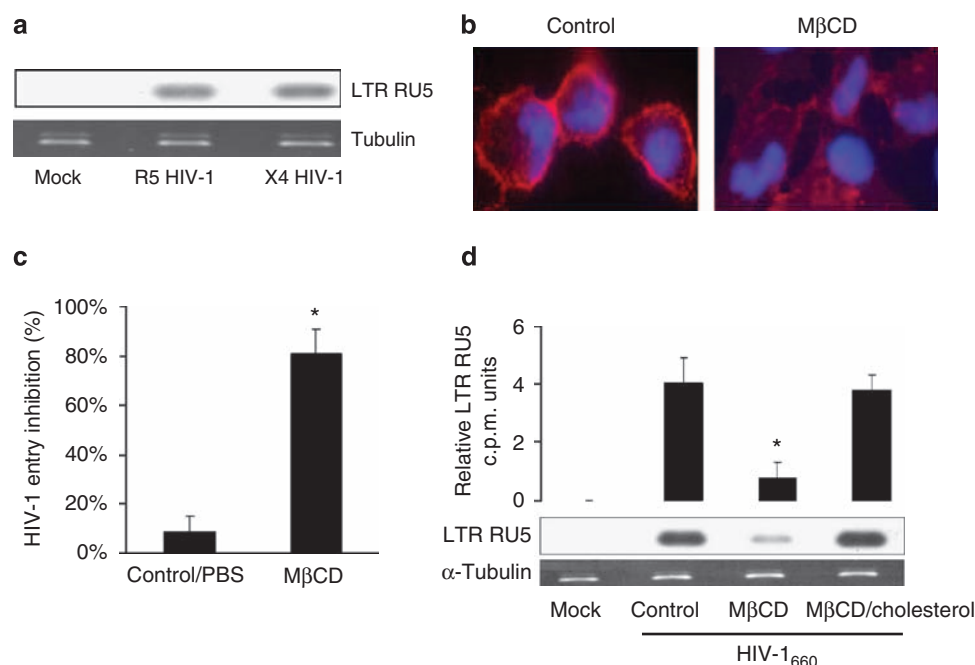 a
LTR RU5
Tubulin
Mock R5 HIV-1 X4 HIV-1
b
Control MβCD
c
HIV-1 entry inhibition (%)
100%
80%
60%
40%
20%
0%
*
Control/PBS MβCD
d
Relative LTR RU5
c.p.m. units
6
4
2
0
*
LTR RU5
α-Tubulin
Mock Control MβCD MβCD/cholesterol
HIV-1₆₆₀